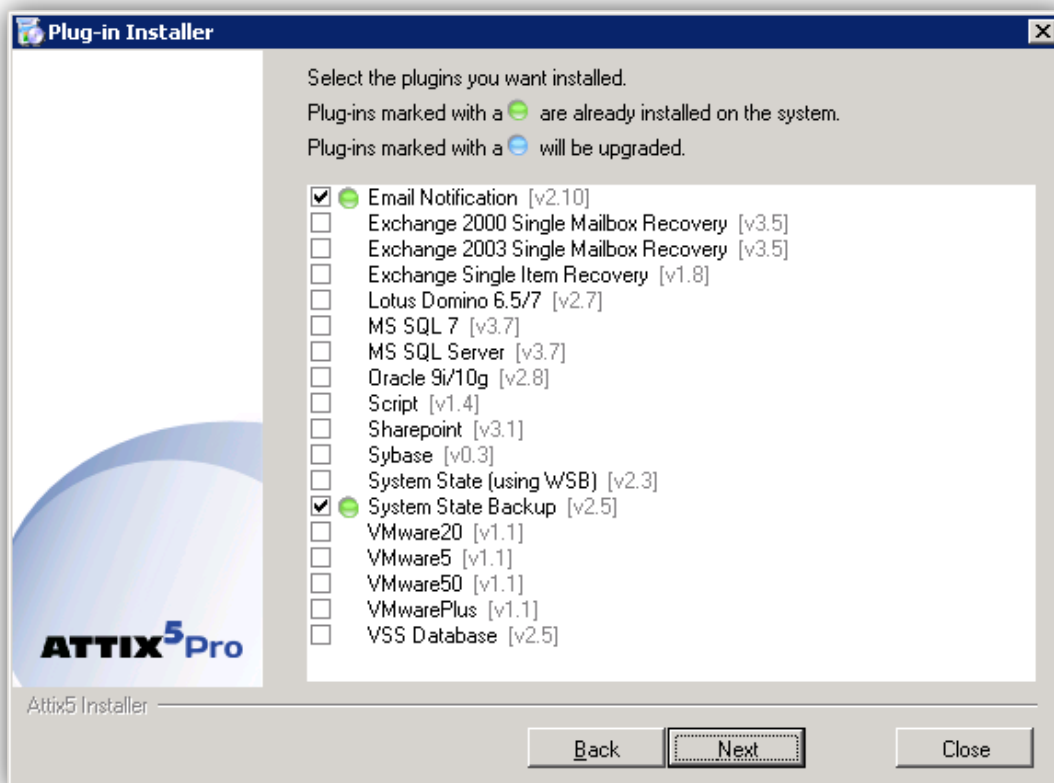 Plug-in Installer
Select the plugins you want installed.
Plug-ins marked with a are already installed on the system.
Plug-ins marked with a will be upgraded.
Email Notification [v2.10]
Exchange 2000 Single Mailbox Recovery [v3.5]
Exchange 2003 Single Mailbox Recovery [v3.5]
Exchange Single Item Recovery [v1.8]
Lotus Domino 6.5/7 [v2.7]
MS SQL 7 [v3.7]
MS SQL Server [v3.7]
Oracle 9i/10g [v2.8]
Script [v1.4]
Sharepoint [v3.1]
Sybase [v0.3]
System State (using WSB) [v2.3]
System State Backup [v2.5]
VMware20 [v1.1]
VMware5 [v1.1]
VMware50 [v1.1]
VMwarePlus [v1.1]
VSS Database [v2.5]
ATTIX5 Pro
Attix5 Installer
Back Next Close